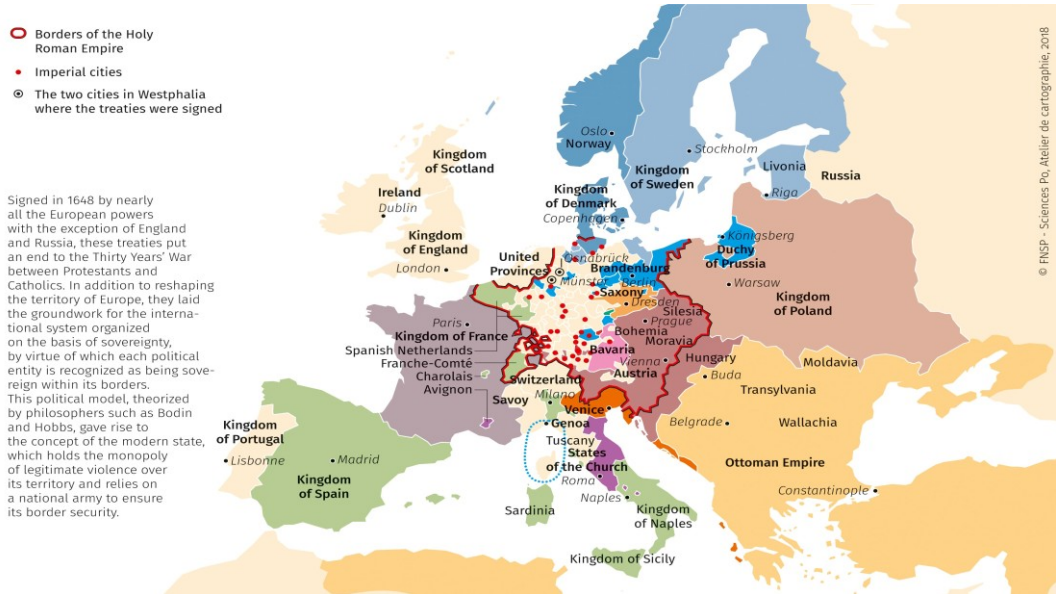 Borders of the Holy
Roman Empire
Imperial cities
The two cities in Westphalia
where the treaties were signed
Signed in 1648 by nearly
all the European powers
with the exception of England
and Russia, these treaties put
an end to the Thirty Years' War
between Protestants and
Catholics. In addition to reshaping
the territory of Europe, they laid
the groundwork for the interna-
tional system organized
on the basis of sovereignty,
by virtue of which each political
entity is recognized as being sove-
reign within its borders.
This political model, theorized
by philosophers such as Bodin
and Hobbs, gave rise to
the concept of the modern state,
which holds the monopoly
of legitimate violence over
its territory and relies on
a national army to ensure
its border security.
Oslo
Norway
Stockholm
Kingdom
of Scotland
Kingdom
of Sweden
Livonia
Russia
Ireland
Dublin
Kingdom
of Denmark
Copenhagen
Riga
Kingdom
of England
London
United
Provinces
Osnabrück
Münster
Brandenburg
Berlin
Königsberg
Duchy
of Prussia
Warsaw
Saxony
Dresden
Silesia
Kingdom
of Poland
Paris
Kingdom of France
Prague
Bohemia
Moravia
Spanish Netherlands
Franche-Comté
Charolais
Avignon
Bavaria
Vienna
Austria
Hungary
Buda
Moldavia
Transylvania
Switzerland
Savoy
Milano
Venice
Genoa
Belgrade
Wallachia
Kingdom
of Portugal
Lisbonne
Madrid
Kingdom
of Spain
Tuscany
States
of the Church
Roma
Ottoman Empire
Constantinople
Naples
Kingdom
of Naples
Sardinia
Kingdom of Sicily
© FNSP - Sciences Po, Atelier de cartographie, 2018